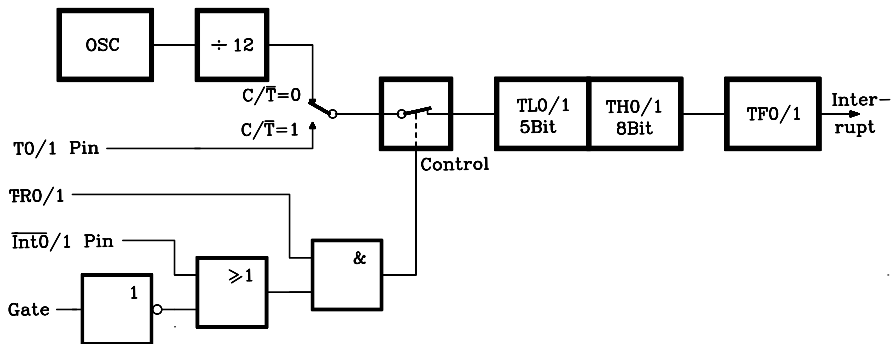 OSC
÷ 12
C/T̅=0
C/T̅=1
T0/1 Pin
Control
TL0/1
5Bit
TH0/1
8Bit
TF0/1
Inter-
rupt
TR0/1
I̅n̅t̅0̅/1 Pin
&
≥1
1
Gate